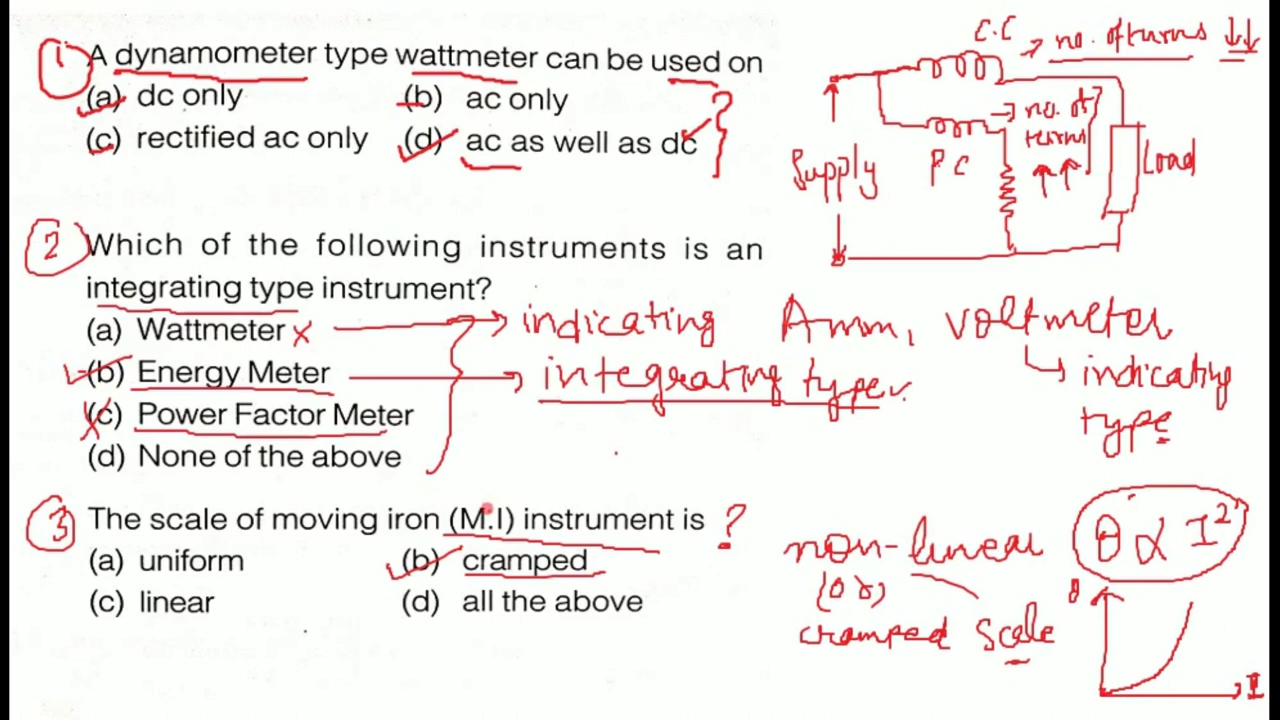 1 A dynamometer type wattmeter can be used on
(a) dc only (b) ac only
(c) rectified ac only (d) ac as well as dc ?
C.C → no. of turns ↓↓
→ no. of turns ↑↑
Supply P C Load
2 Which of the following instruments is an
integrating type instrument?
(a) Wattmeter x → indicating Amm, voltmeter
(b) Energy Meter → integrating type. → indicating
(c) Power Factor Meter type
(d) None of the above
3 The scale of moving iron (M.I) instrument is ?
(a) uniform (b) cramped
(c) linear (d) all the above
non-linear θ ∝ I²
(or)
cramped scale
θ
I